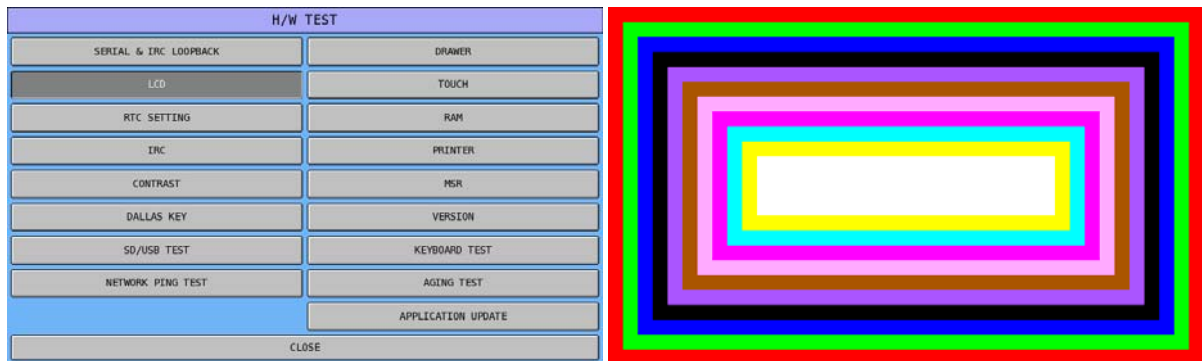 H/W TEST
SERIAL & IRC LOOPBACK
DRAWER
LCD
TOUCH
RTC SETTING
RAM
IRC
PRINTER
CONTRAST
MSR
DALLAS KEY
VERSION
SD/USB TEST
KEYBOARD TEST
NETWORK PING TEST
AGING TEST
APPLICATION UPDATE
CLOSE